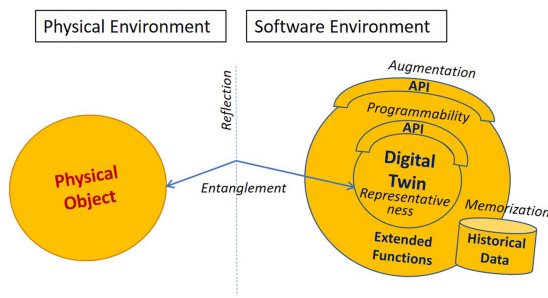 Physical Environment
Software Environment
Augmentation
API
Reflection
Programmability
API
Physical
Object
Digital
Twin
Entanglement
Representative
ness
Memorization
Extended
Functions
Historical
Data